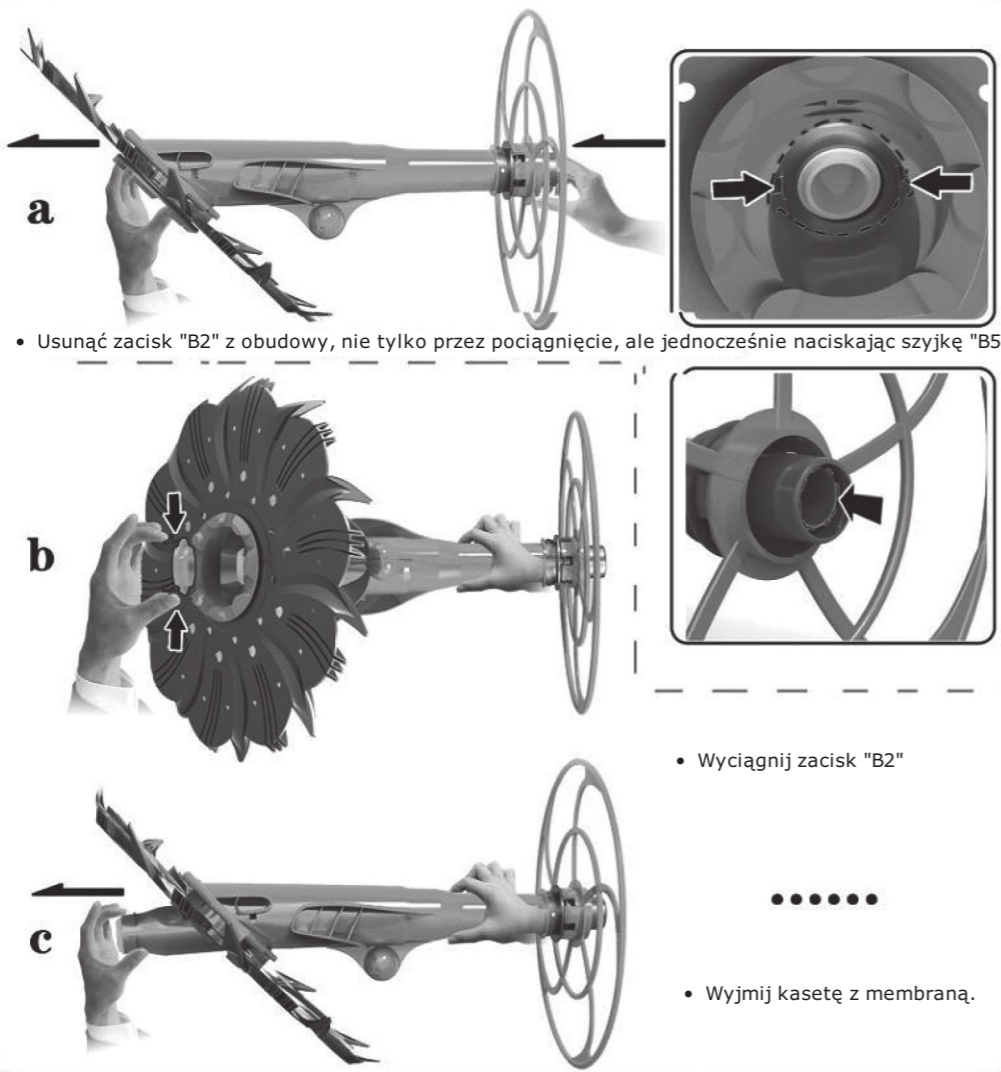 a
• Usunąć zacisk "B2" z obudowy, nie tylko przez pociągnięcie, ale jednocześnie naciskając szyjkę "B5
b
• Wyciągnij zacisk "B2"
c
• Wyjmij kasetę z membraną.